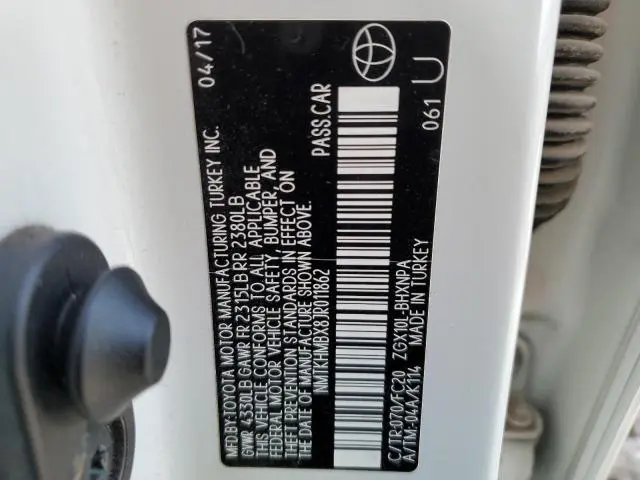 MFD.BY:TOYOTA MOTOR MANUFACTURING TURKEY INC. 04/17
GVWR 4330LB GAWR FR 2315LB RR 2380LB
THIS VEHICLE CONFORMS TO ALL APPLICABLE
FEDERAL MOTOR VEHICLE SAFETY, BUMPER, AND
THEFT PREVENTION STANDARDS IN EFFECT ON
THE DATE OF MANUFACTURE SHOWN ABOVE.
NMTKHMBX8JR011862 PASS.CAR
C/TR:070/FC20 ZGX10L-BHXNPA 061 U
A/TM:-04A/K114 MADE IN TURKEY